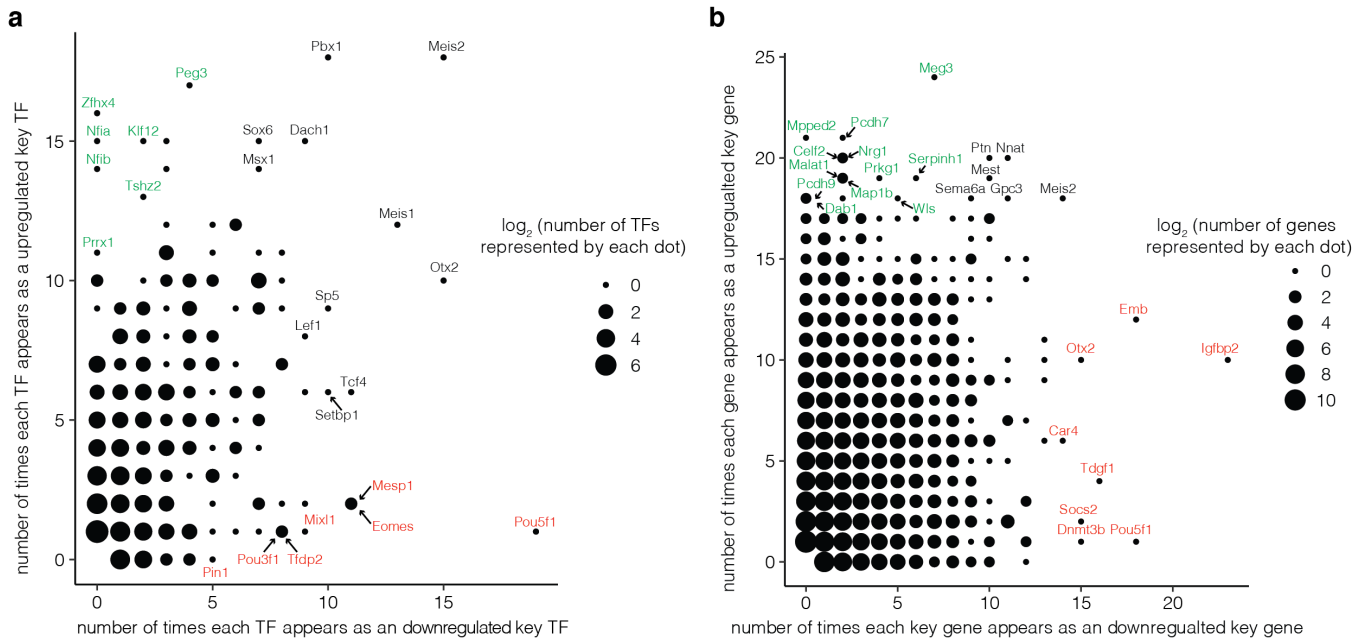 a
number of times each TF appears as a upregulated key TF
15
10
5
0
Pbx1
Meis2
Peg3
Zfhx4
Nfia
Klf12
Sox6
Dach1
Nfib
Msx1
Tshz2
Meis1
Prrx1
Otx2
Sp5
Lef1
Tcf4
Setbp1
Mesp1
Mixl1
Eomes
Pou5f1
Pou3f1
Tfdp2
Pin1
0
5
10
15
number of times each TF appears as an downregulated key TF
log2 (number of TFs
represented by each dot)
0
2
4
6
b
number of times each gene appears as a upregualted key gene
25
20
15
10
5
0
Meg3
Mpped2
Pcdh7
Celf2
Nrg1
Ptn
Nnat
Malat1
Prkg1
Serpinh1
Mest
Pcdh9
Map1b
Sema6a
Gpc3
Meis2
Dab1
Wls
Emb
Otx2
Igfbp2
Car4
Tdgf1
Socs2
Dnmt3b
Pou5f1
0
5
10
15
20
number of times each key gene appears as an downregulated key gene
log2 (number of genes
represented by each dot)
0
2
4
6
8
10